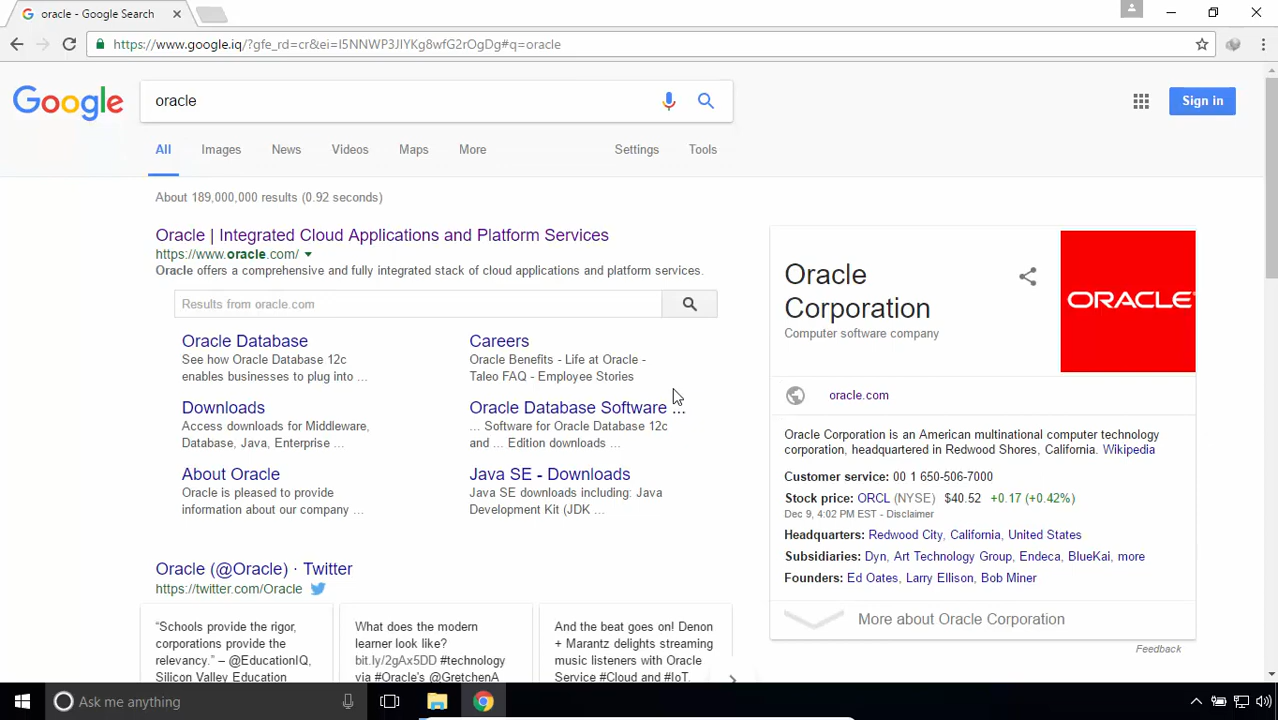 oracle - Google Search
https://www.google.iq/?gfe_rd=cr&ei=I5NNWP3JIYKg8wfG2rOgDg#q=oracle
Google
oracle
Sign in
All Images News Videos Maps More Settings Tools
About 189,000,000 results (0.92 seconds)
Oracle | Integrated Cloud Applications and Platform Services
https://www.oracle.com/
Oracle offers a comprehensive and fully integrated stack of cloud applications and platform services.
Results from oracle.com
Oracle Database
See how Oracle Database 12c
enables businesses to plug into ...
Careers
Oracle Benefits - Life at Oracle -
Taleo FAQ - Employee Stories
Downloads
Access downloads for Middleware,
Database, Java, Enterprise ...
Oracle Database Software ...
... Software for Oracle Database 12c
and ... Edition downloads ...
About Oracle
Oracle is pleased to provide
information about our company ...
Java SE - Downloads
Java SE downloads including: Java
Development Kit (JDK ...
Oracle (@Oracle) · Twitter
https://twitter.com/Oracle
“Schools provide the rigor,
corporations provide the
relevancy.” – @EducationIQ,
Silicon Valley Education
What does the modern
learner look like?
bit.ly/2gAx5DD #technology
via #Oracle's @GretchenA
And the beat goes on! Denon
+ Marantz delights streaming
music listeners with Oracle
Service #Cloud and #IoT.
Oracle
Corporation
Computer software company
ORACLE
oracle.com
Oracle Corporation is an American multinational computer technology
corporation, headquartered in Redwood Shores, California. Wikipedia
Customer service: 00 1 650-506-7000
Stock price: ORCL (NYSE) $40.52 +0.17 (+0.42%)
Dec 9, 4:02 PM EST - Disclaimer
Headquarters: Redwood City, California, United States
Subsidiaries: Dyn, Art Technology Group, Endeca, BlueKai, more
Founders: Ed Oates, Larry Ellison, Bob Miner
More about Oracle Corporation
Feedback
Ask me anything